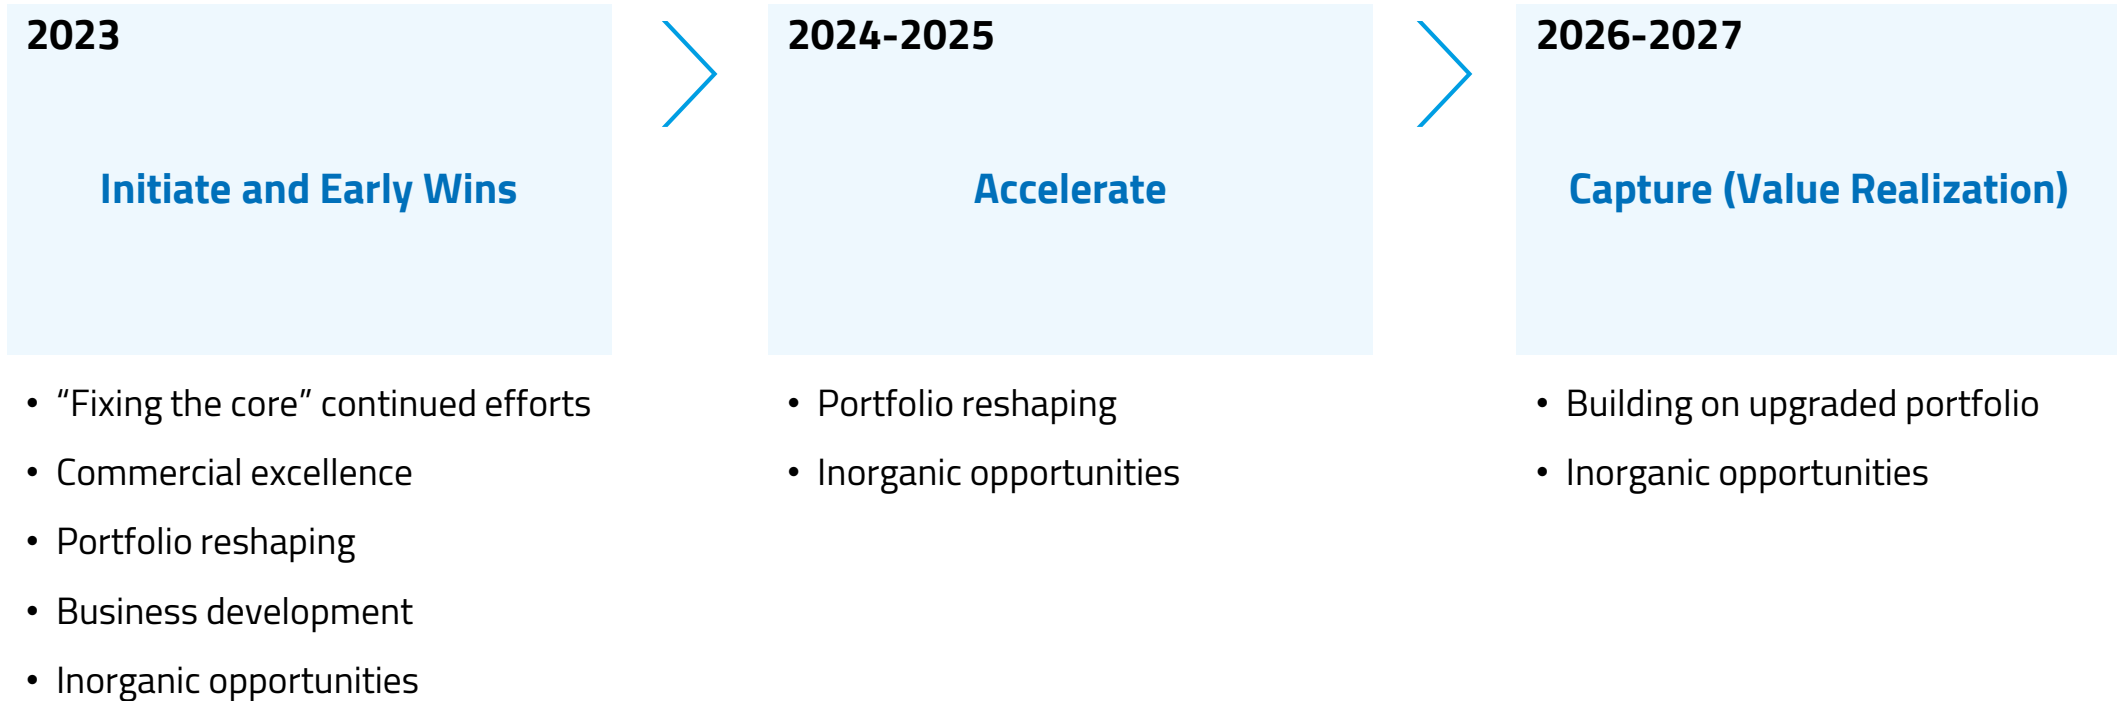 2023
Initiate and Early Wins
• “Fixing the core” continued efforts
• Commercial excellence
• Portfolio reshaping
• Business development
• Inorganic opportunities
2024-2025
Accelerate
• Portfolio reshaping
• Inorganic opportunities
2026-2027
Capture (Value Realization)
• Building on upgraded portfolio
• Inorganic opportunities